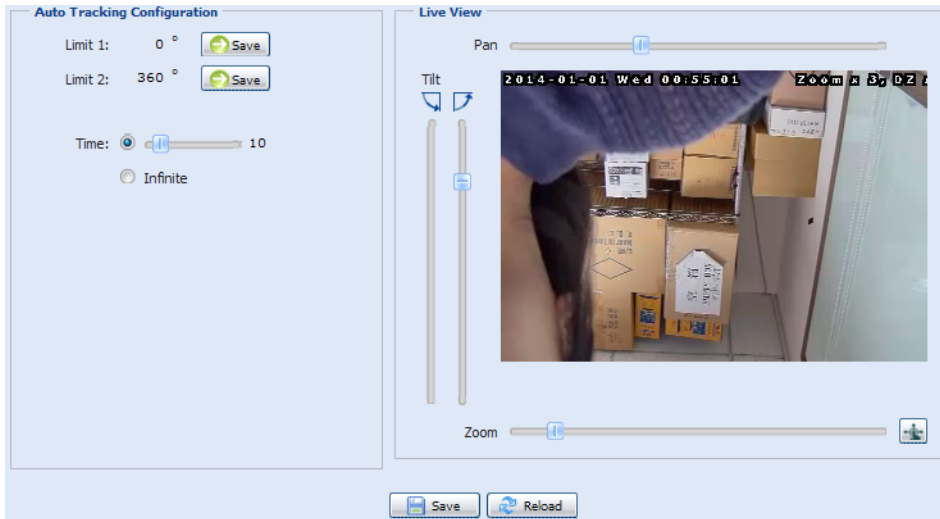 Auto Tracking Configuration
Limit 1: 0 ° Save
Limit 2: 360 ° Save
Time: 10
Infinite
Live View
Pan
Tilt
2014-01-01 Wed 00:55:01 Zoom x 3, DZ
Zoom
Save Reload